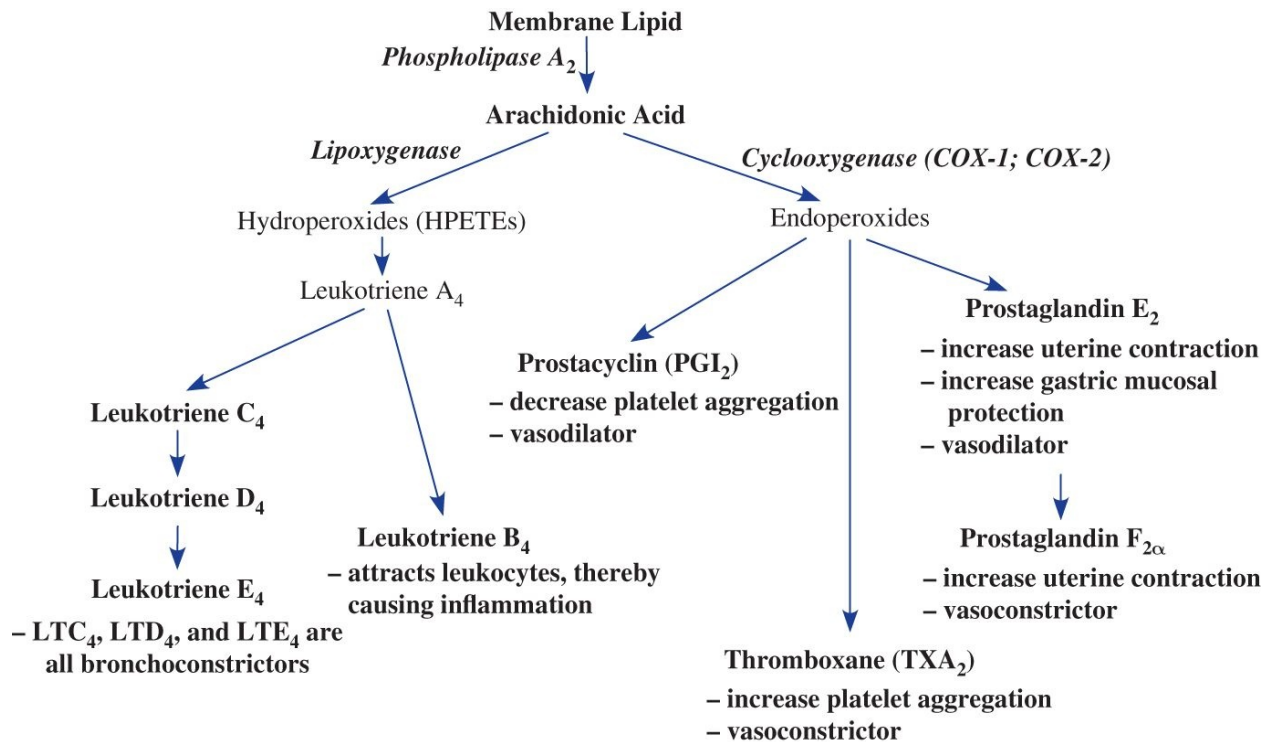 Membrane Lipid
Phospholipase A₂
Arachidonic Acid
Lipoxygenase
Cyclooxygenase (COX-1; COX-2)
Hydroperoxides (HPETEs)
Endoperoxides
Leukotriene A₄
Prostaglandin E₂
– increase uterine contraction
– increase gastric mucosal
protection
– vasodilator
Prostacyclin (PGI₂)
– decrease platelet aggregation
– vasodilator
Leukotriene C₄
Leukotriene D₄
Leukotriene E₄
– LTC₄, LTD₄, and LTE₄ are
all bronchoconstrictors
Leukotriene B₄
– attracts leukocytes, thereby
causing inflammation
Prostaglandin F₂α
– increase uterine contraction
– vasoconstrictor
Thromboxane (TXA₂)
– increase platelet aggregation
– vasoconstrictor